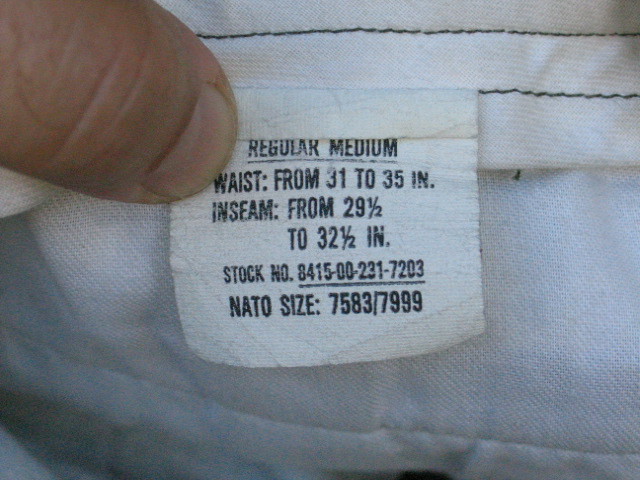 REGULAR MEDIUM
WAIST: FROM 31 TO 35 IN.
INSEAM: FROM 29½
TO 32½ IN.
STOCK NO. 8415-00-231-7203
NATO SIZE: 7583/7999